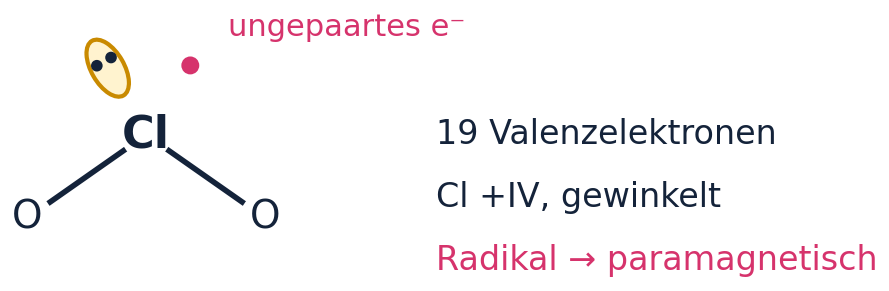 ungepaartes e⁻
Cl
19 Valenzelektronen
Cl +IV, gewinkelt
O O
Radikal → paramagnetisch